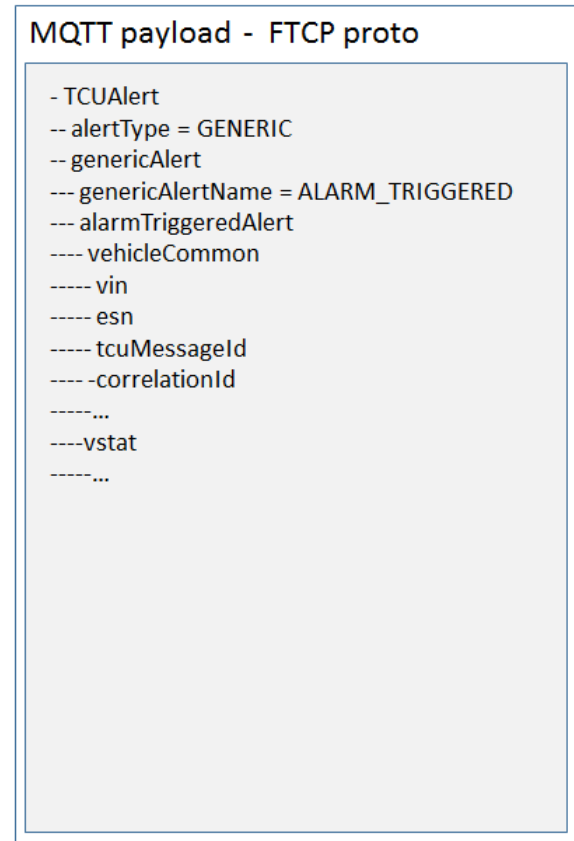 MQTT payload - FTCP proto
- TCUAlert
-- alertType = GENERIC
-- genericAlert
--- genericAlertName = ALARM_TRIGGERED
--- alarmTriggeredAlert
---- vehicleCommon
----- vin
----- esn
----- tcuMessageId
---- -correlationId
-----...
----vstat
-----...